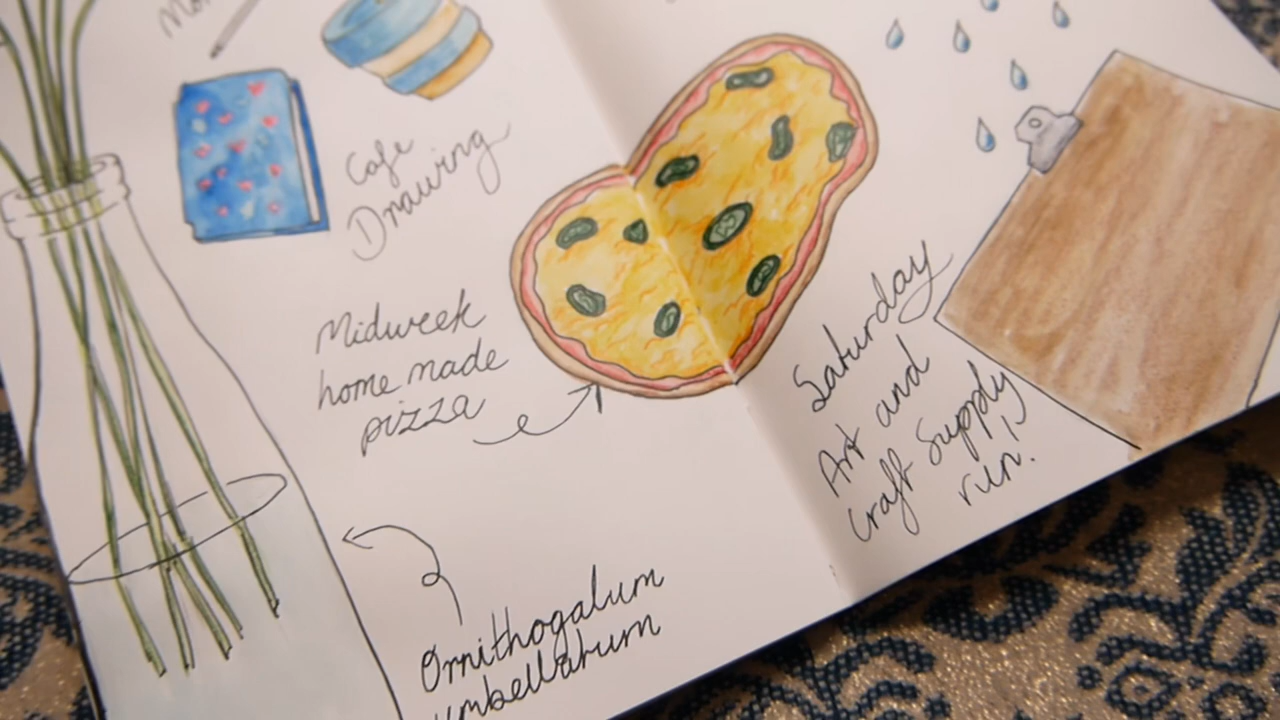 Cafe
Drawing
Midweek
home made
pizza
Saturday
Art and
Craft Supply
run!
Ornithogalum
umbellatum